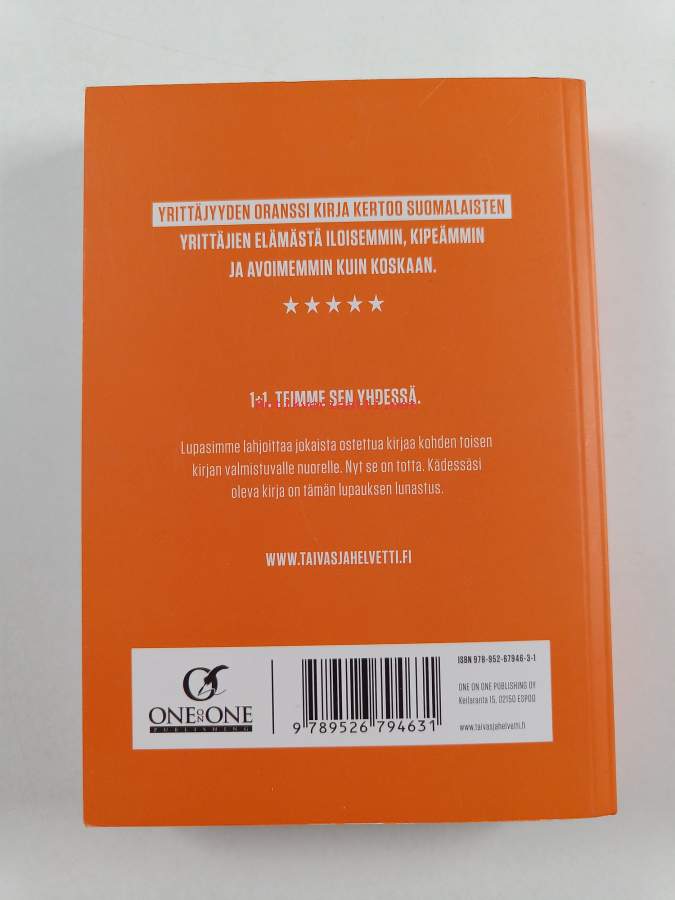 YRITTÄJYYDEN ORANSSI KIRJA KERTOO SUOMALAISTEN
YRITTÄJIEN ELÄMÄSTÄ ILOISEMMIN, KIPEÄMMIN
JA AVOIMEMMIN KUIN KOSKAAN.
1+1. TEIMME SEN YHDESSÄ.
Lupasimme lahjoittaa jokaista ostettua kirjaa kohden toisen
kirjan valmistuvalle nuorelle. Nyt se on totta. Kädessäsi
oleva kirja on tämän lupauksen lunastus.
WWW.TAIVASJAHELVETTI.FI
ONE ON ONE
PUBLISHING
9 789526 794631
ISBN 978-952-67946-3-1
ONE ON ONE PUBLISHING OY
Keilaranta 15, 02150 ESPOO
www.taivasjahelvetti.fi